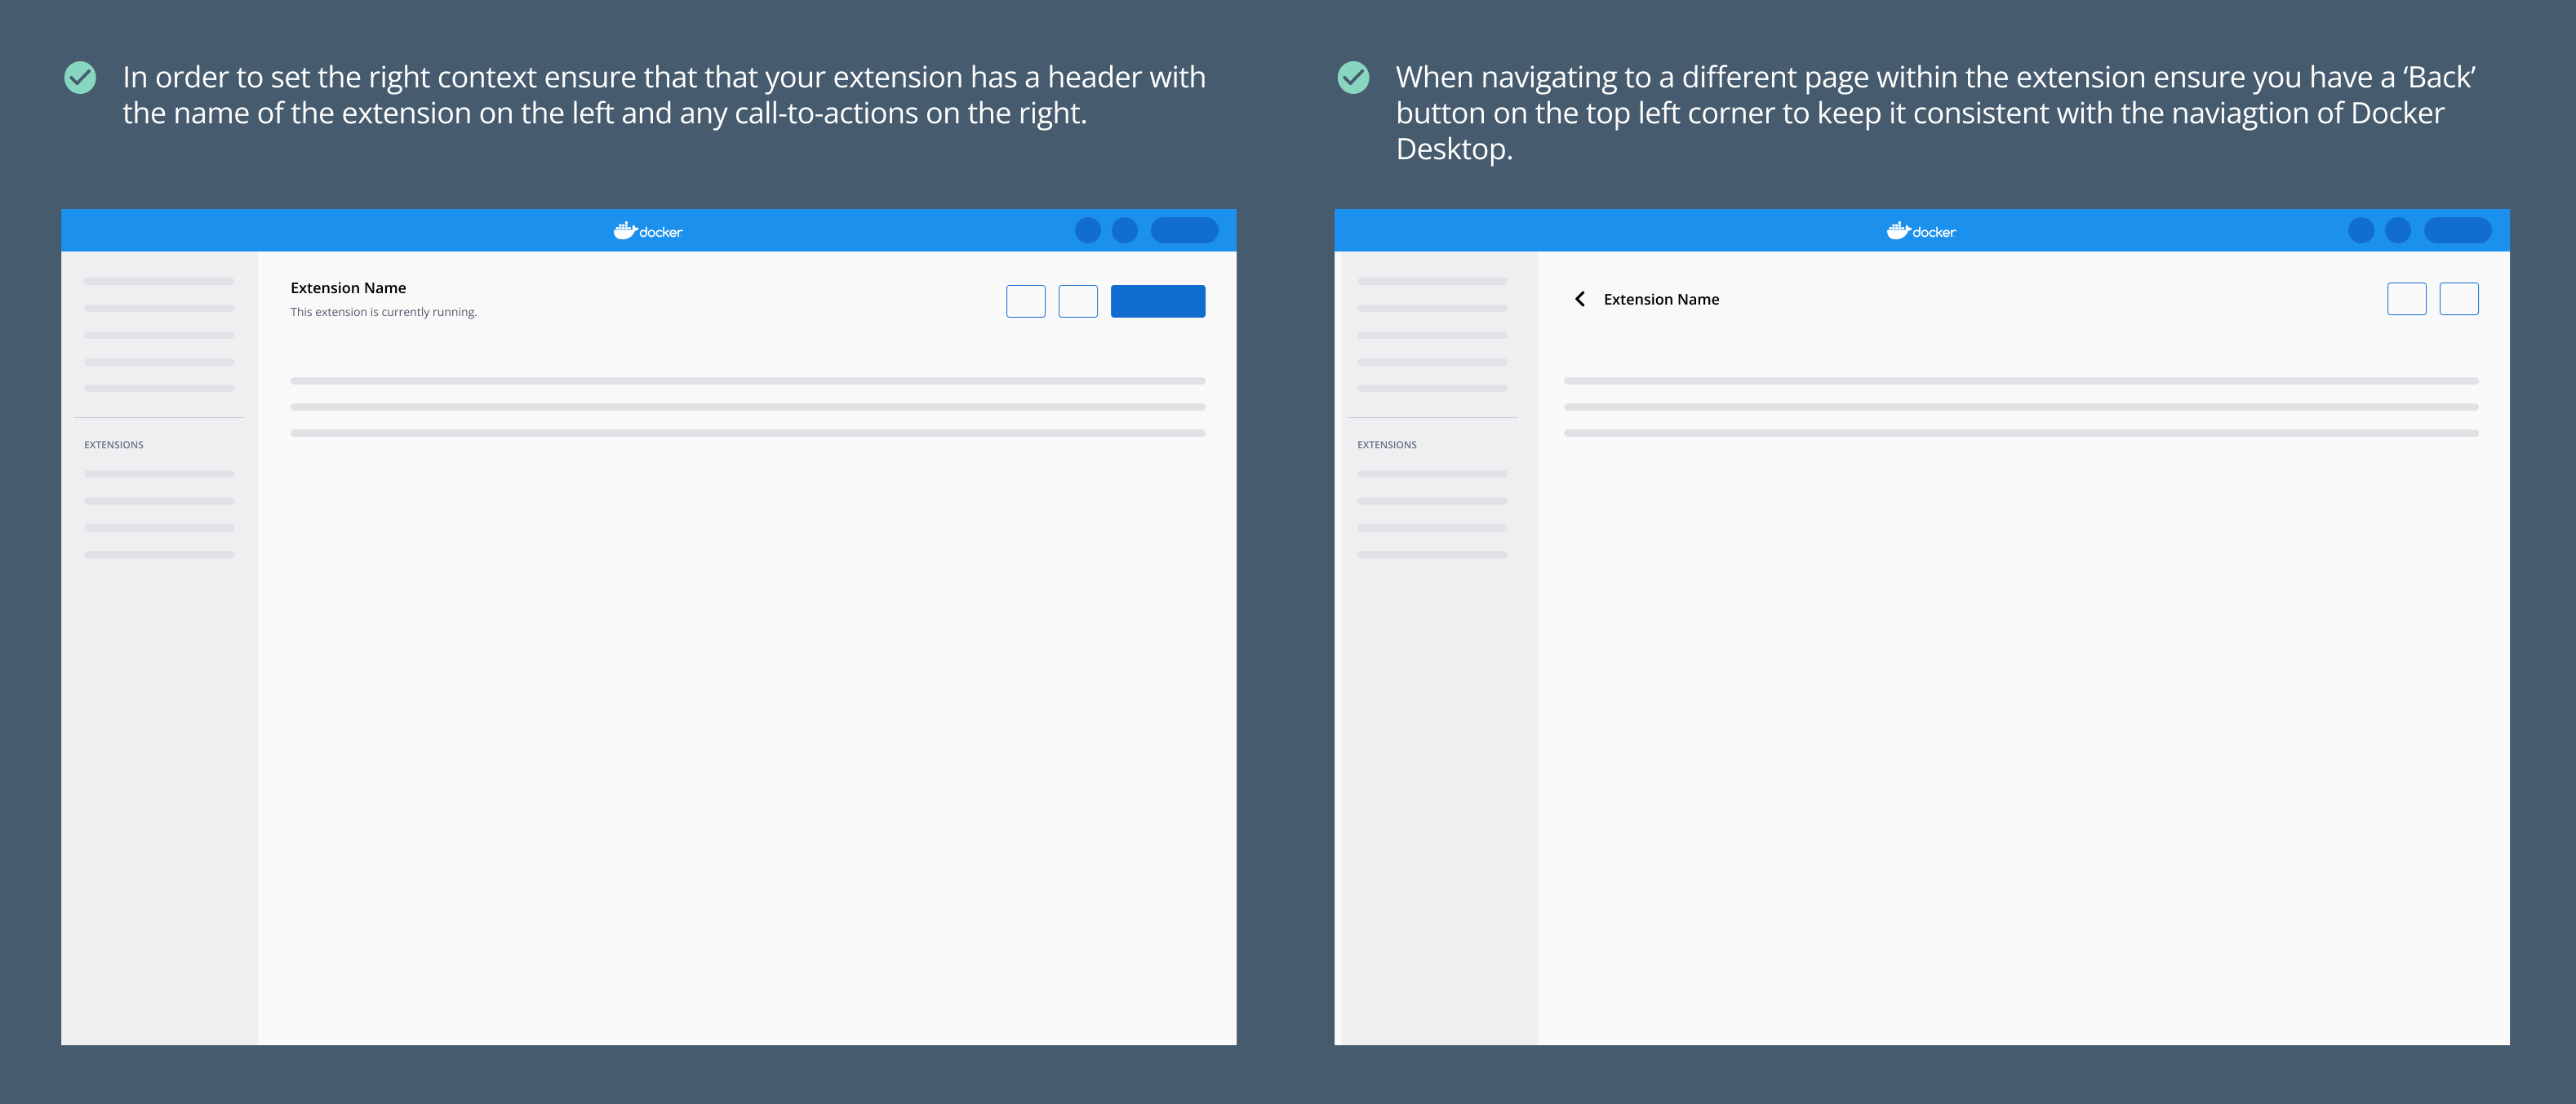 In order to set the right context ensure that that your extension has a header with
the name of the extension on the left and any call-to-actions on the right.
When navigating to a different page within the extension ensure you have a ‘Back’
button on the top left corner to keep it consistent with the naviagtion of Docker
Desktop.
docker
Extension Name
This extension is currently running.
EXTENSIONS
docker
Extension Name
EXTENSIONS